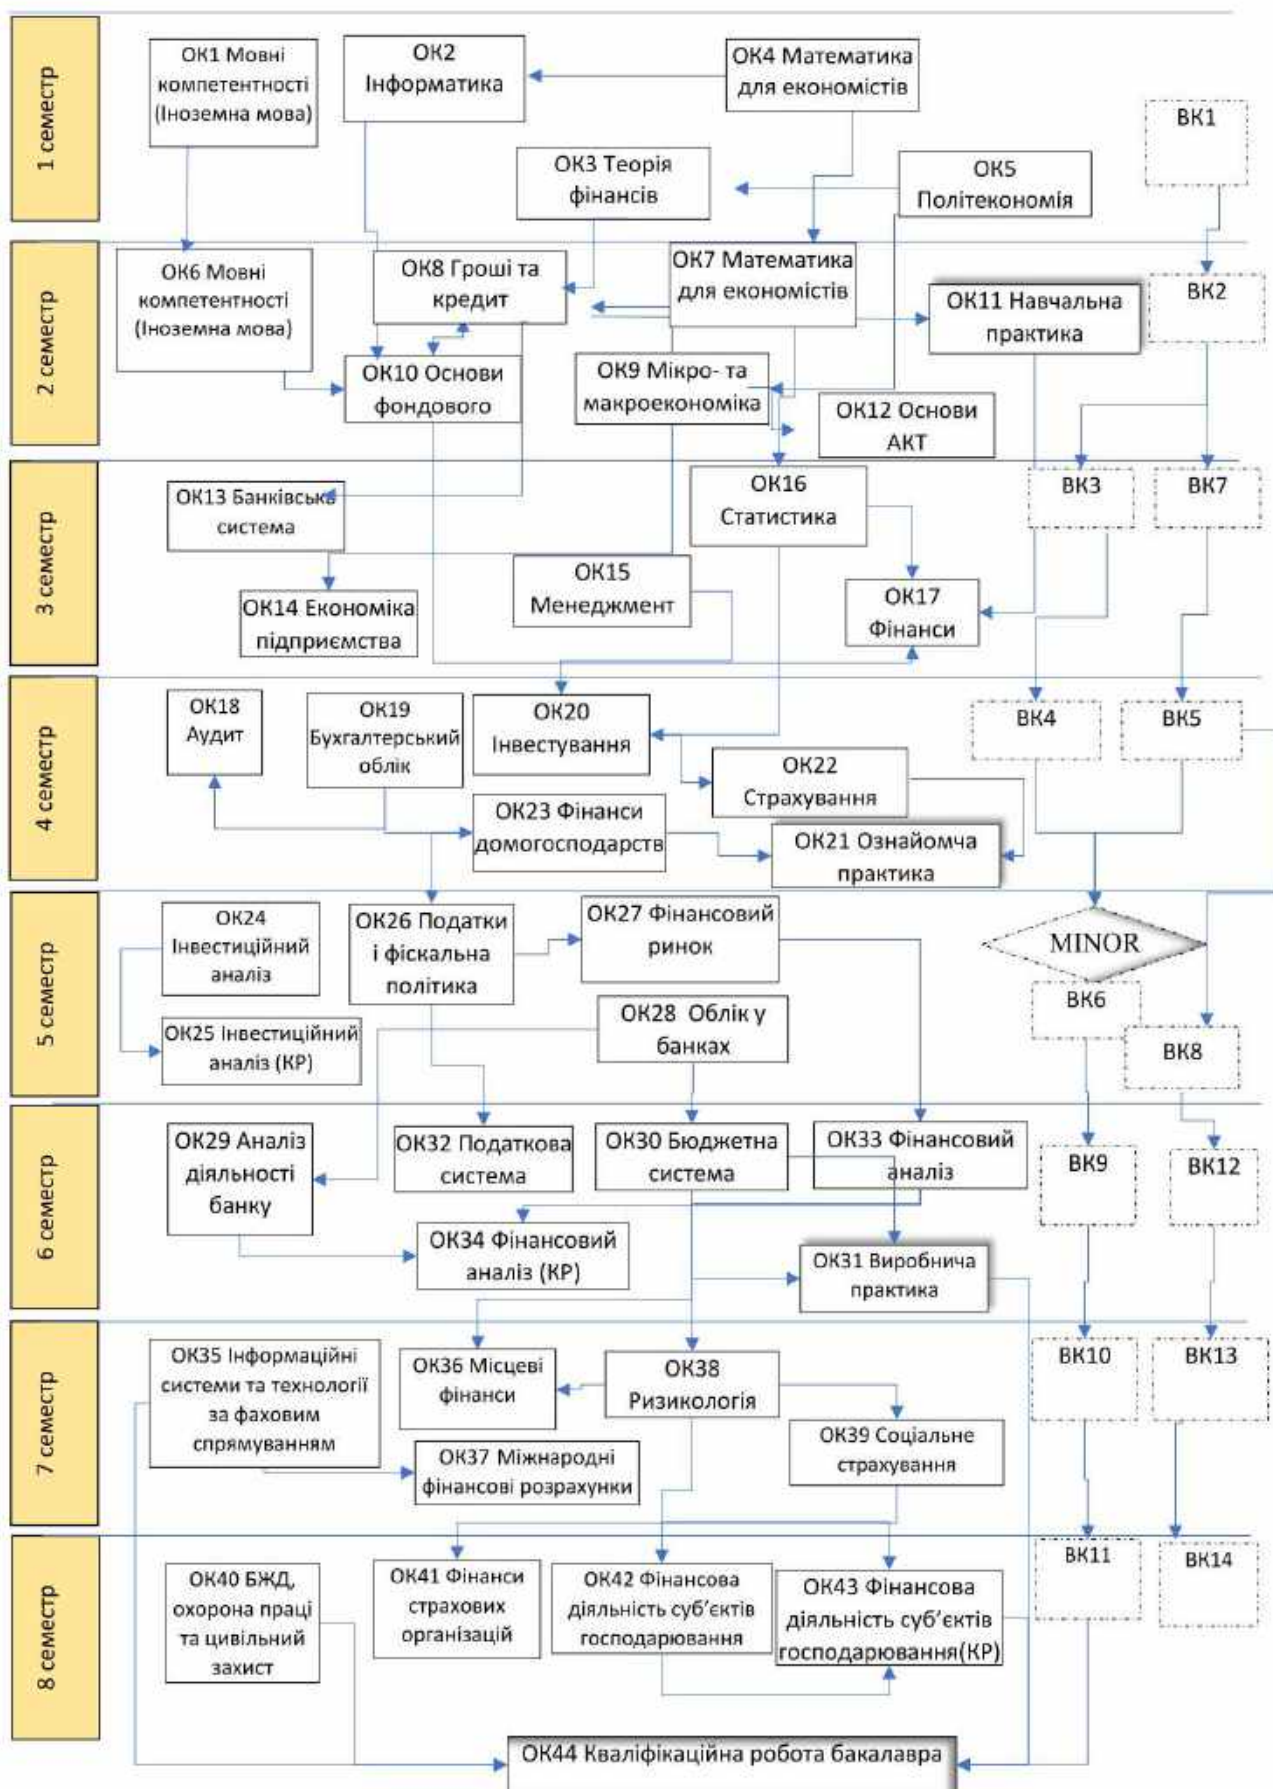 1 семестр
ОК1 Мовні
компетентності
(Іноземна мова)
ОК2
Інформатика
ОК4 Математика
для економістів
ВК1
ОК3 Теорія
фінансів
ОК5
Політекономія
2 семестр
ОК6 Мовні
компетентності
(Іноземна мова)
ОК8 Гроші та
кредит
ОК7 Математика
для економістів
ОК11 Навчальна
практика
ВК2
ОК10 Основи
фондового
ОК9 Мікро- та
макроекономіка
ОК12 Основи
АКТ
3 семестр
ОК13 Банківська
система
ОК16
Статистика
ВК3
ВК7
ОК14 Економіка
підприємства
ОК15
Менеджмент
ОК17
Фінанси
4 семестр
ОК18
Аудит
ОК19
Бухгалтерський
облік
ОК20
Інвестування
ВК4
ВК5
ОК22
Страхування
ОК23 Фінанси
домогосподарств
ОК21 Ознайомча
практика
5 семестр
ОК24
Інвестиційний
аналіз
ОК26 Податки
і фіскальна
політика
ОК27 Фінансовий
ринок
MINOR
ВК6
ОК25 Інвестиційний
аналіз (КР)
ОК28 Облік у
банках
ВК8
6 семестр
ОК29 Аналіз
діяльності
банку
ОК32 Податкова
система
ОК30 Бюджетна
система
ОК33 Фінансовий
аналіз
ВК9
ВК12
ОК34 Фінансовий
аналіз (КР)
ОК31 Виробнича
практика
7 семестр
ОК35 Інформаційні
системи та технології
за фаховим
спрямуванням
ОК36 Місцеві
фінанси
ОК38
Ризикологія
ВК10
ВК13
ОК37 Міжнародні
фінансові розрахунки
ОК39 Соціальне
страхування
8 семестр
ОК40 БЖД,
охорона праці
та цивільний
захист
ОК41 Фінанси
страхових
організацій
ОК42 Фінансова
діяльність суб’єктів
господарювання
ОК43 Фінансова
діяльність суб’єктів
господарювання(КР)
ВК11
ВК14
ОК44 Кваліфікаційна робота бакалавра